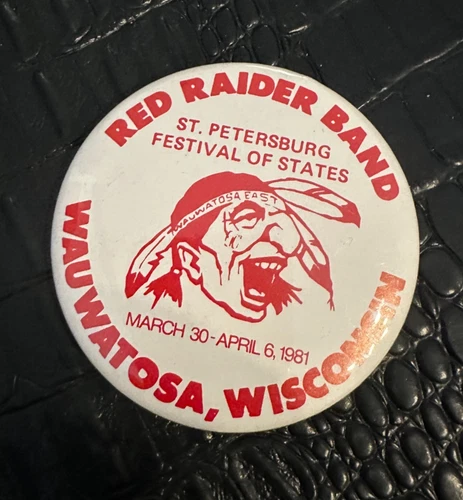 RED RAIDER BAND
ST. PETERSBURG
FESTIVAL OF STATES
WAUWATOSA EAST
MARCH 30-APRIL 6, 1981
WAUWATOSA, WISCONSIN